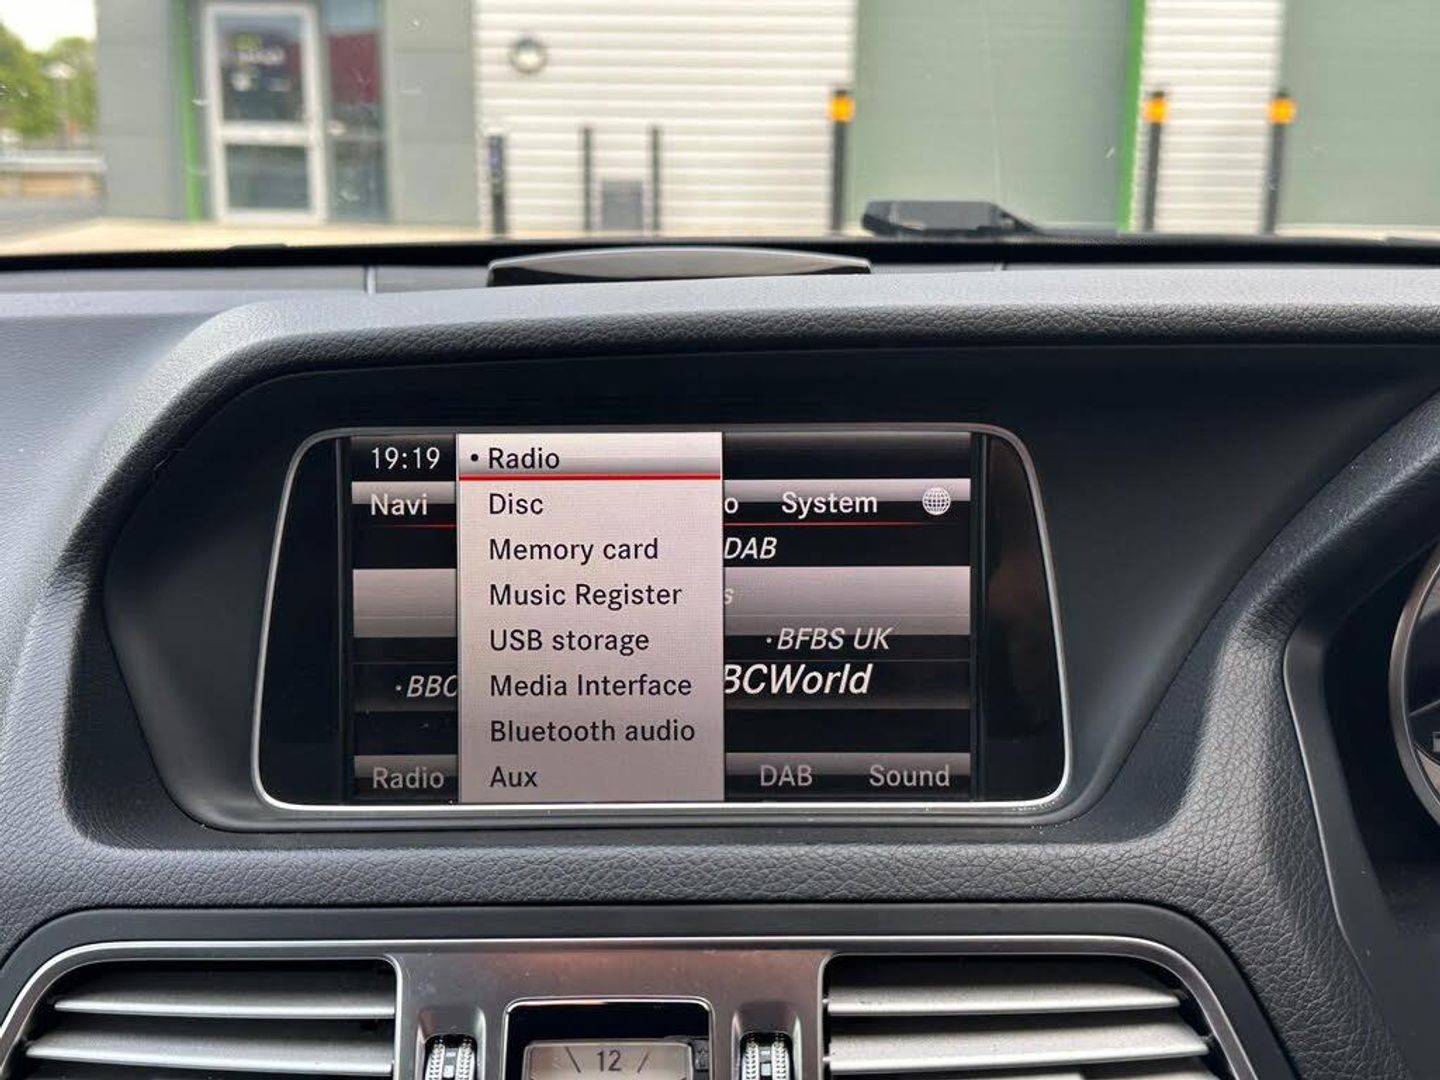 19:19
• Radio
Navi
Disc
o
System
Memory card
DAB
Music Register
s
USB storage
·BFBS UK
·BBC
Media Interface
BCWorld
Bluetooth audio
Radio
Aux
DAB
Sound
12